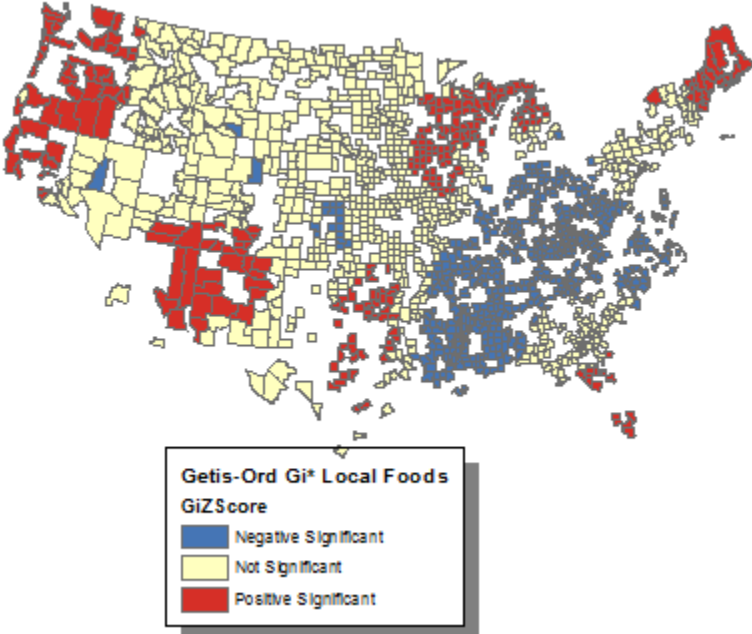 Getis-Ord Gi* Local Foods
GiZScore
Negative Significant
Not Significant
Positive Significant